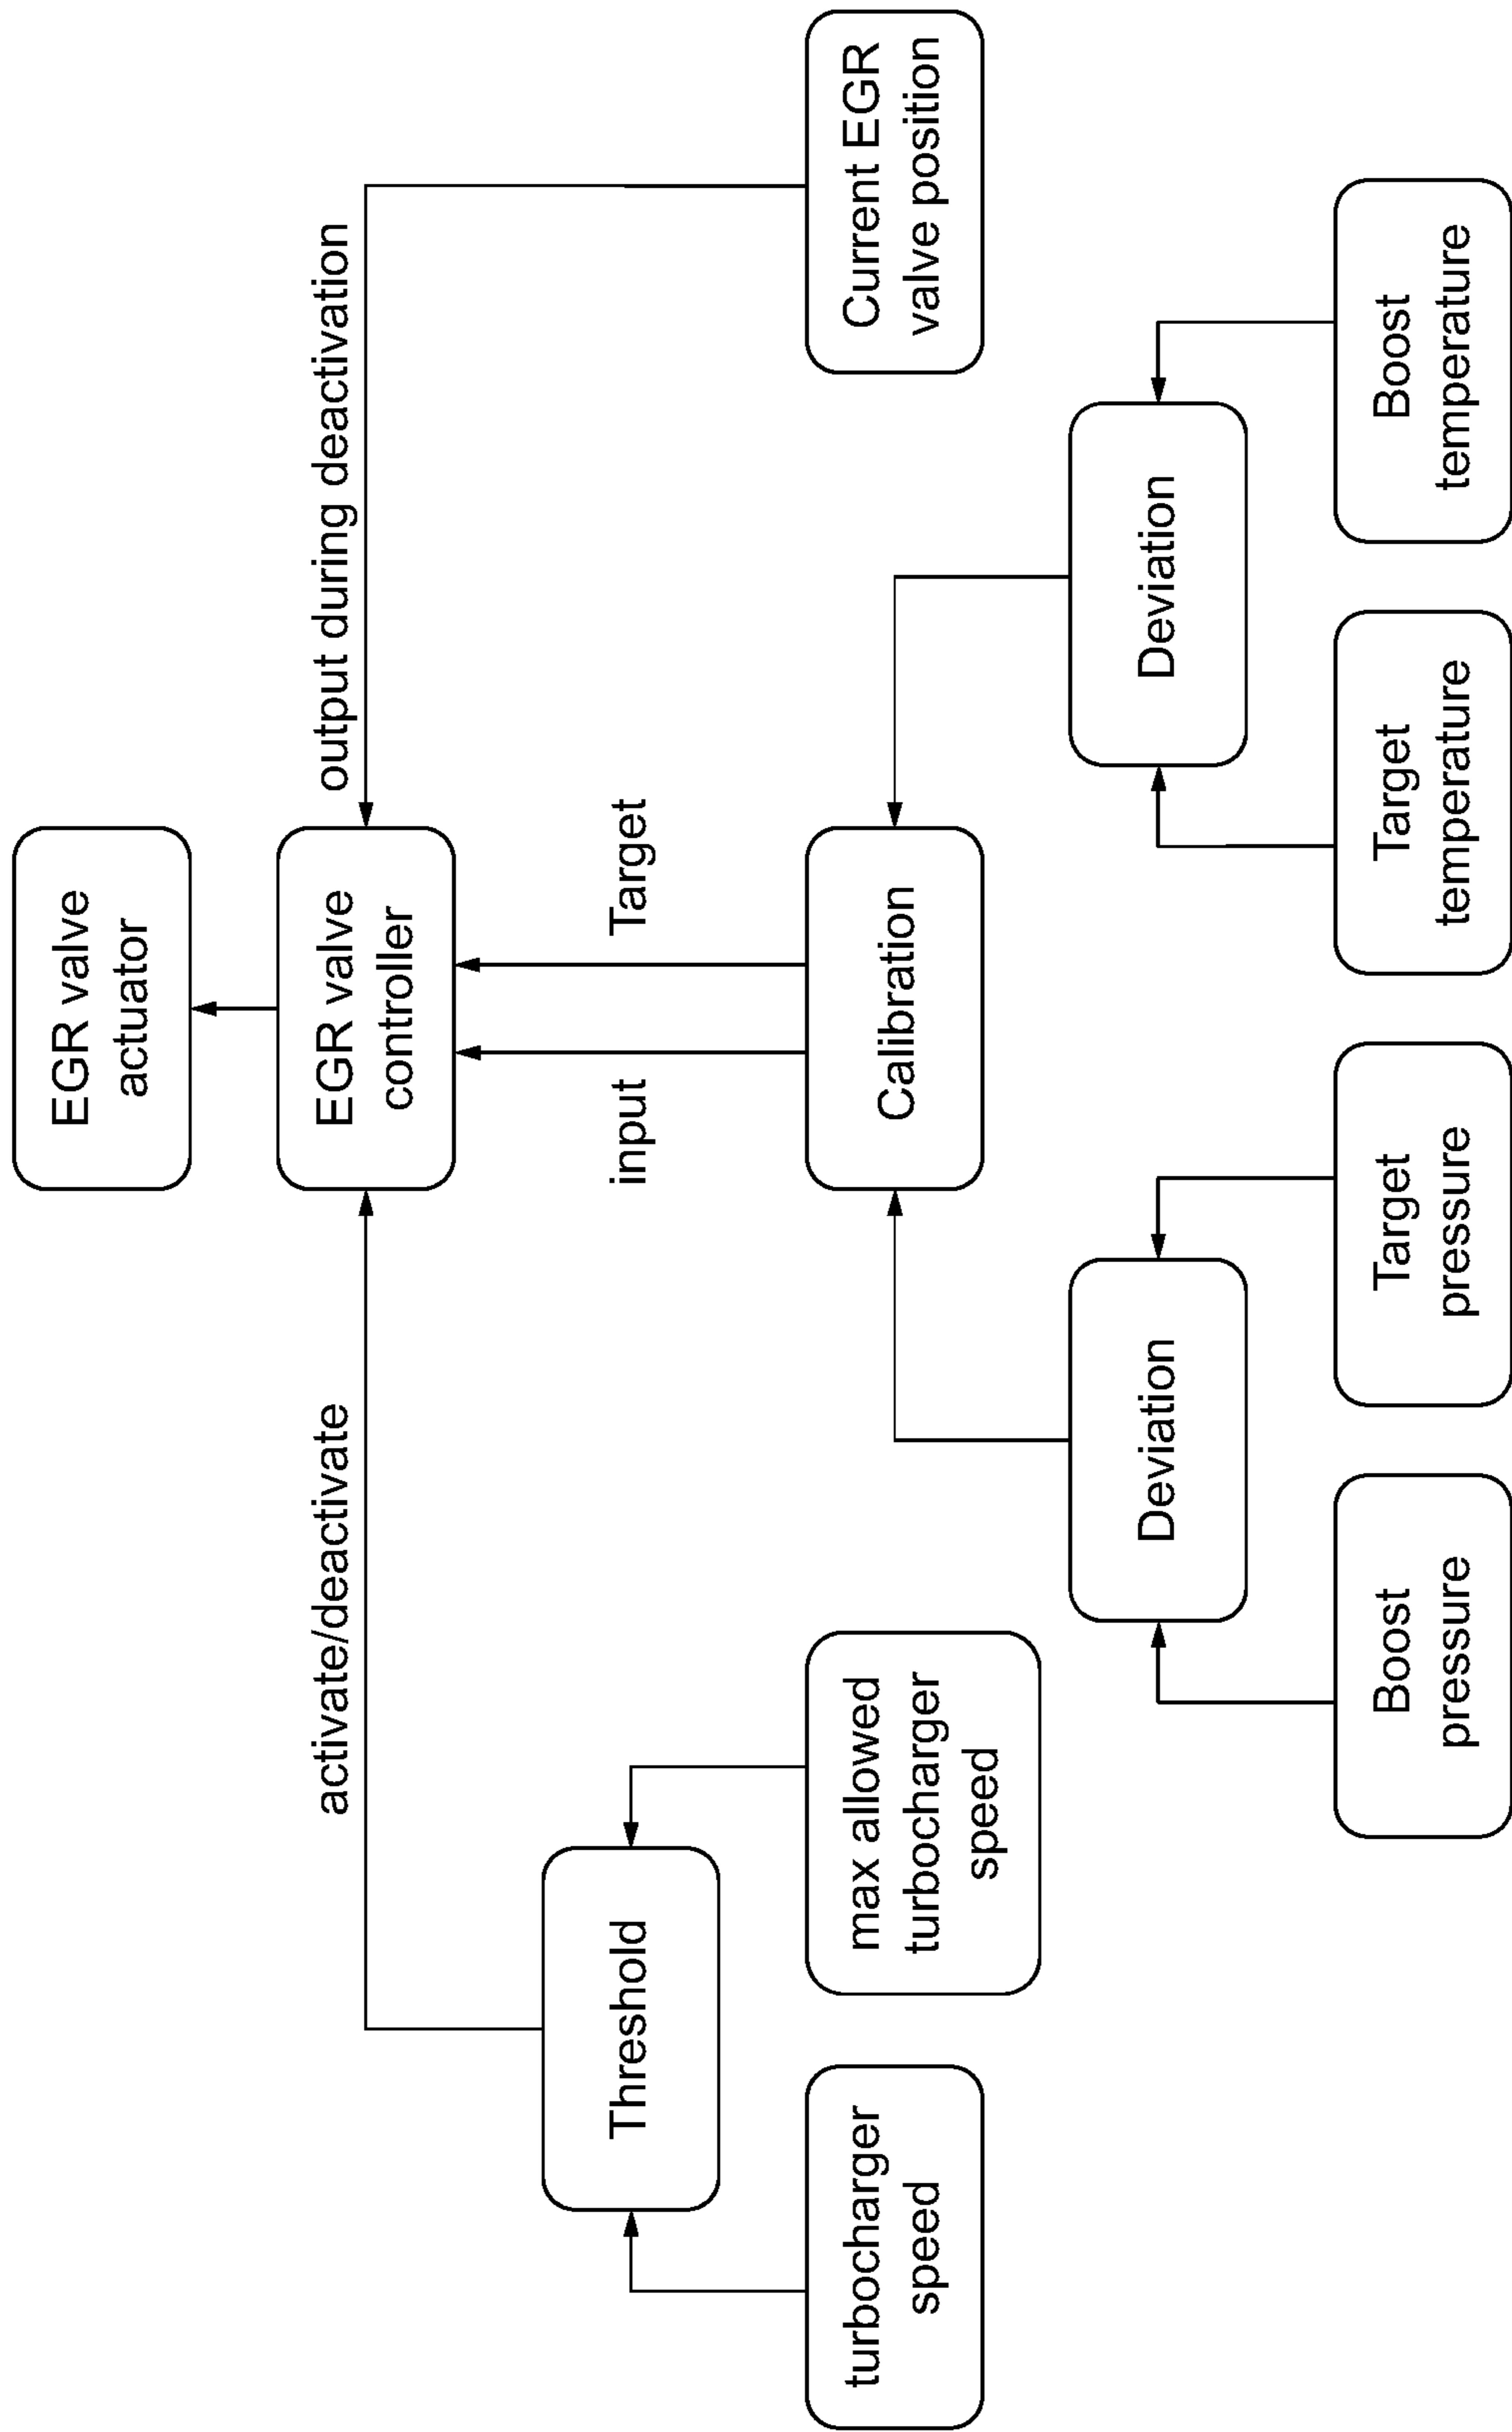 EGR valve
actuator
EGR valve
controller
activate/deactivate
output during deactivation
input
Target
Threshold
turbocharger
speed
max allowed
turbocharger
speed
Calibration
Current EGR
valve position
Deviation
Deviation
Boost
pressure
Target
pressure
Target
temperature
Boost
temperature